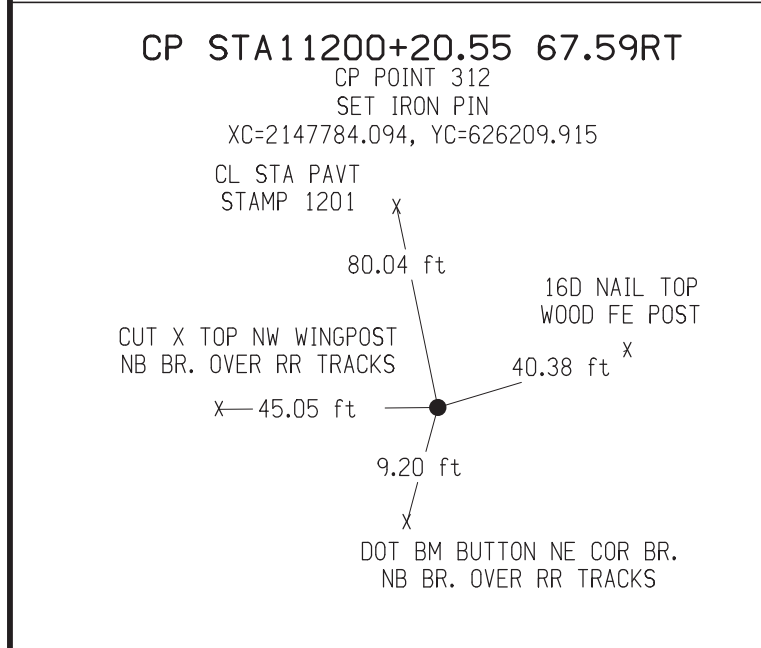 CP STA11200+20.55 67.59RT
CP POINT 312
SET IRON PIN
XC=2147784.094, YC=626209.915
CL STA PAVT
STAMP 1201
X
80.04 ft
16D NAIL TOP
WOOD FE POST
X
40.38 ft
CUT X TOP NW WINGPOST
NB BR. OVER RR TRACKS
X
45.05 ft
9.20 ft
X
DOT BM BUTTON NE COR BR.
NB BR. OVER RR TRACKS